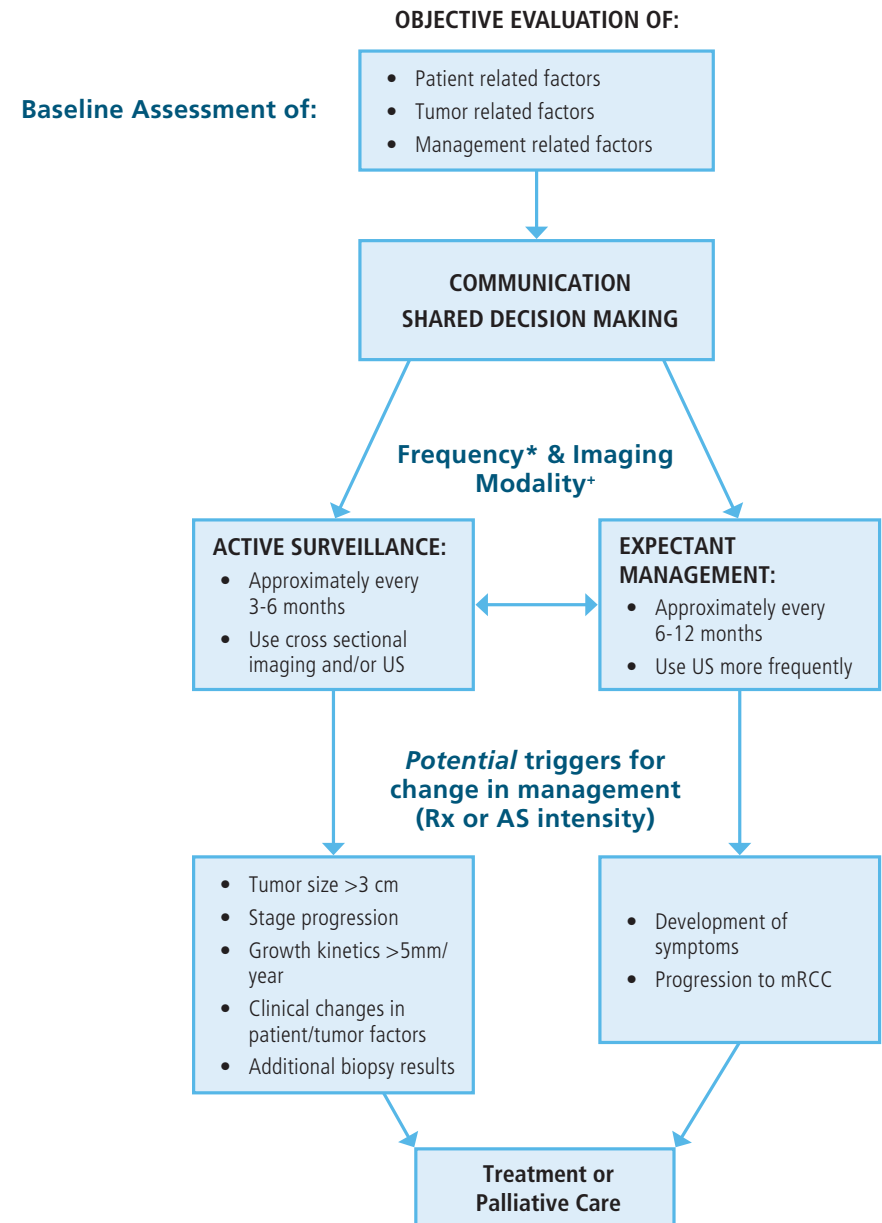 OBJECTIVE EVALUATION OF:
Baseline Assessment of:
• Patient related factors
• Tumor related factors
• Management related factors
COMMUNICATION
SHARED DECISION MAKING
Frequency* & Imaging
Modality+
ACTIVE SURVEILLANCE:
• Approximately every
3-6 months
• Use cross sectional
imaging and/or US
EXPECTANT
MANAGEMENT:
• Approximately every
6-12 months
• Use US more frequently
Potential triggers for
change in management
(Rx or AS intensity)
• Tumor size >3 cm
• Stage progression
• Growth kinetics >5mm/
year
• Clinical changes in
patient/tumor factors
• Additional biopsy results
• Development of
symptoms
• Progression to mRCC
Treatment or
Palliative Care